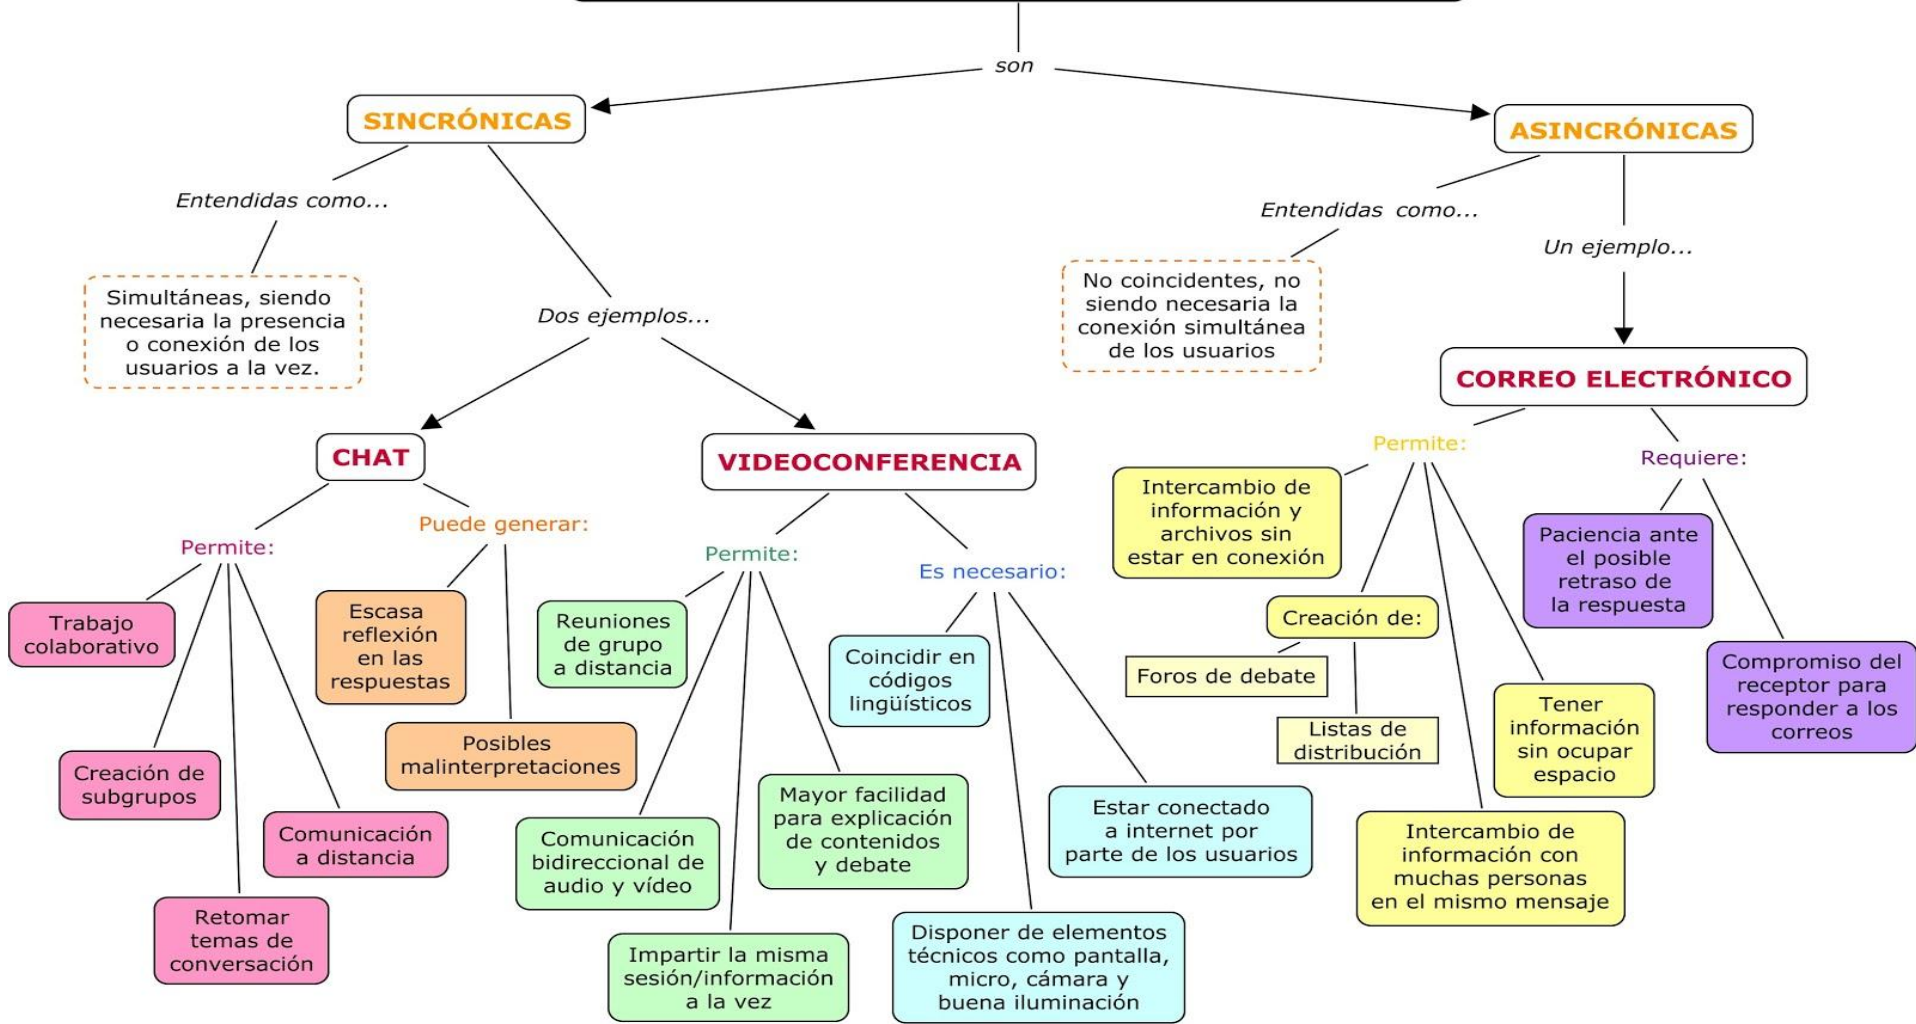 son
SINCRÓNICAS
ASINCRÓNICAS
Entendidas como...
Simultáneas, siendo
necesaria la presencia
o conexión de los
usuarios a la vez.
Dos ejemplos...
CHAT
Permite:
Trabajo
colaborativo
Creación de
subgrupos
Retomar
temas de
conversación
Comunicación
a distancia
Puede generar:
Escasa
reflexión
en las
respuestas
Posibles
malinterpretaciones
VIDEOCONFERENCIA
Permite:
Reuniones
de grupo
a distancia
Comunicación
bidireccional de
audio y vídeo
Impartir la misma
sesión/información
a la vez
Mayor facilidad
para explicación
de contenidos
y debate
Es necesario:
Coincidir en
códigos
lingüísticos
Disponer de elementos
técnicos como pantalla,
micro, cámara y
buena iluminación
Estar conectado
a internet por
parte de los usuarios
Entendidas como...
No coincidentes, no
siendo necesaria la
conexión simultánea
de los usuarios
Un ejemplo...
CORREO ELECTRÓNICO
Permite:
Intercambio de
información y
archivos sin
estar en conexión
Creación de:
Foros de debate
Listas de
distribución
Intercambio de
información con
muchas personas
en el mismo mensaje
Tener
información
sin ocupar
espacio
Requiere:
Paciencia ante
el posible
retraso de
la respuesta
Compromiso del
receptor para
responder a los
correos